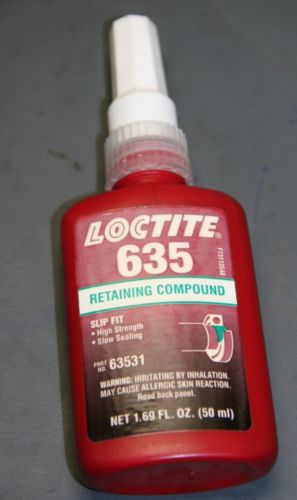 LOCTITE®
635
RETAINING COMPOUND
SLIP FIT
• High Strength
• Slow Sealing
PART NO. 63531
WARNING: IRRITATING BY INHALATION.
MAY CAUSE ALLERGIC SKIN REACTION.
Read back panel.
NET 1.69 FL. OZ. (50 ml)